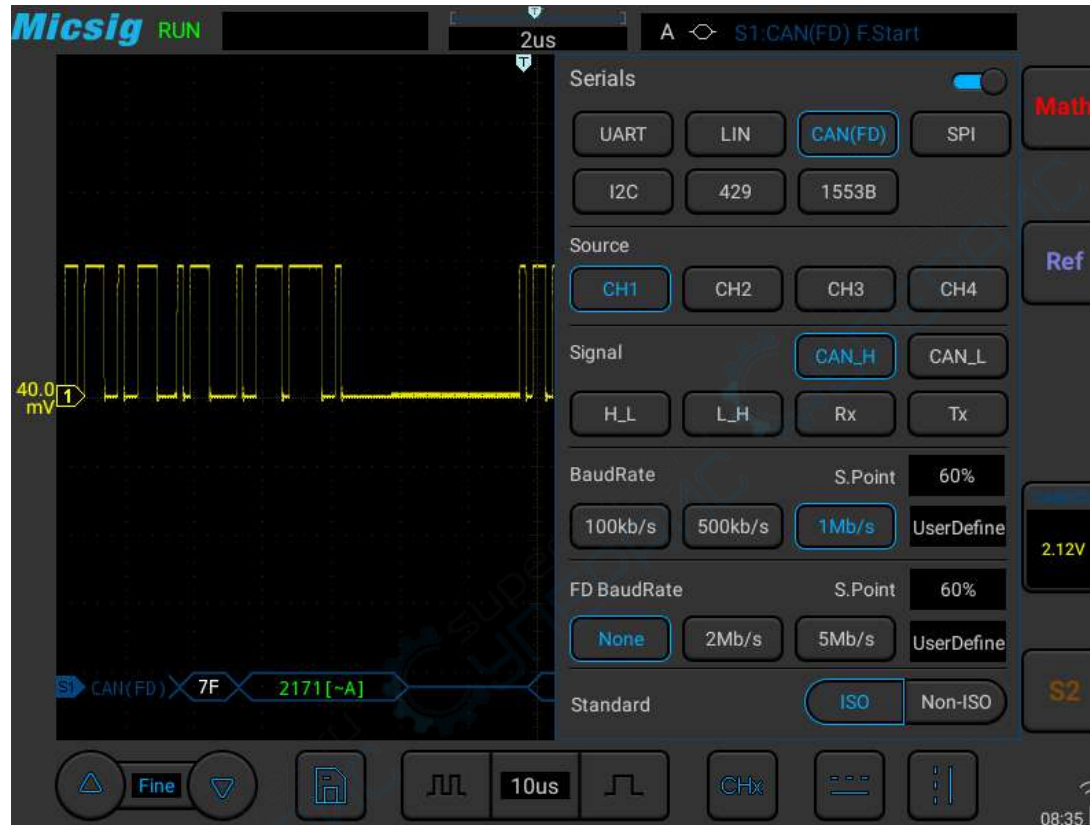 Micsig RUN 2us A S1:CAN(FD) F.Start
T
T
Serials
Math
UART LIN CAN(FD) SPI
I2C 429 1553B
Source
Ref
CH1 CH2 CH3 CH4
Signal CAN_H CAN_L
40.0 1
mV
H_L L_H Rx Tx
BaudRate S.Point 60%
100kb/s 500kb/s 1Mb/s UserDefine
2.12V
FD BaudRate S.Point 60%
None 2Mb/s 5Mb/s UserDefine
S1 CAN(FD) 7F 2171[~A]
Standard ISO Non-ISO
S2
Fine 10us CHx
08:35